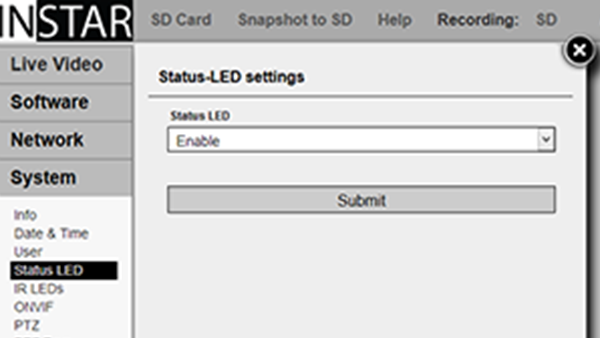 INSTAR
SD Card Snapshot to SD Help Recording: SD
Live Video
Software
Network
System
Info
Date & Time
User
Status LED
IR LEDs
ONVIF
PTZ
Status-LED settings
Status LED
Enable
Submit